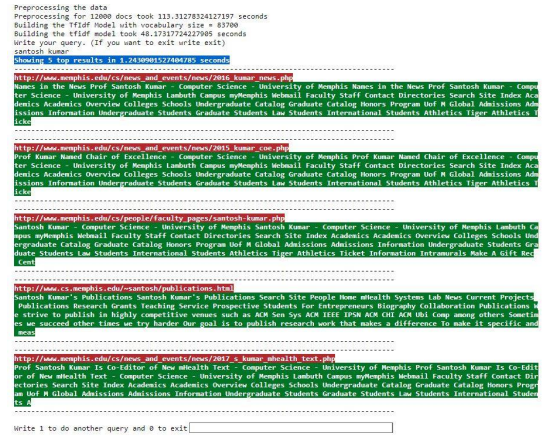 Preprocessing the data
Preprocessing for 12000 docs took 113.31278324127197 seconds
Building the TfIdf Model with vocabulary size = 83700
Building the tfidf model took 48.17317724227905 seconds
Write your query. (If you want to exit write exit)
santosh kumar
Showing 5 top results in 1.2430901527404785 seconds
http://www.memphis.edu/cs/news_and_events/news/2016_kumar_news.php
Names in the News Prof Santosh Kumar - Computer Science - University of Memphis Names in the News Prof Santosh Kumar - Compu
ter Science - University of Memphis Lambuth Campus myMemphis Webmail Faculty Staff Contact Directories Search Site Index Aca
demics Academics Overview Colleges Schools Undergraduate Catalog Graduate Catalog Honors Program Uof M Global Admissions Adm
issions Information Undergraduate Students Graduate Students Law Students International Students Athletics Tiger Athletics T
icke
http://www.memphis.edu/cs/news_and_events/news/2015_kumar_coe.php
Prof Kumar Named Chair of Excellence - Computer Science - University of Memphis Prof Kumar Named Chair of Excellence - Compu
ter Science - University of Memphis Lambuth Campus myMemphis Webmail Faculty Staff Contact Directories Search Site Index Aca
demics Academics Overview Colleges Schools Undergraduate Catalog Graduate Catalog Honors Program Uof M Global Admissions Adm
issions Information Undergraduate Students Graduate Students Law Students International Students Athletics Tiger Athletics T
icke
http://www.memphis.edu/cs/people/faculty_pages/santosh-kumar.php
Santosh Kumar - Computer Science - University of Memphis Santosh Kumar - Computer Science - University of Memphis Lambuth Ca
mpus myMemphis Webmail Faculty Staff Contact Directories Search Site Index Academics Academics Overview Colleges Schools Und
ergraduate Catalog Graduate Catalog Honors Program Uof M Global Admissions Admissions Information Undergraduate Students Gra
duate Students Law Students International Students Athletics Tiger Athletics Ticket Information Intramurals Make A Gift Rec
Cent
http://www.cs.memphis.edu/~santosh/publications.html
Santosh Kumar's Publications Santosh Kumar's Publications Search Site People Home mHealth Systems Lab News Current Projects
Publications Research Grants Teaching Service Prospective Students For Entrepreneurs Biography Collaboration Publications W
e strive to publish in highly competitive venues such as ACM Sen Sys ACM IEEE IPSN ACM CHI ACM Ubi Comp among others Sometim
es we succeed other times we try harder Our goal is to publish research work that makes a difference To make it specific and
meas
http://www.memphis.edu/cs/news_and_events/news/2017_s_kumar_mhealth_text.php
Prof Santosh Kumar Is Co-Editor of New mHealth Text - Computer Science - University of Memphis Prof Santosh Kumar Is Co-Edit
or of New mHealth Text - Computer Science - University of Memphis Lambuth Campus myMemphis Webmail Faculty Staff Contact Dir
ectories Search Site Index Academics Academics Overview Colleges Schools Undergraduate Catalog Graduate Catalog Honors Progr
am Uof M Global Admissions Admissions Information Undergraduate Students Graduate Students Law Students International Studen
ts A
Write 1 to do another query and 0 to exit